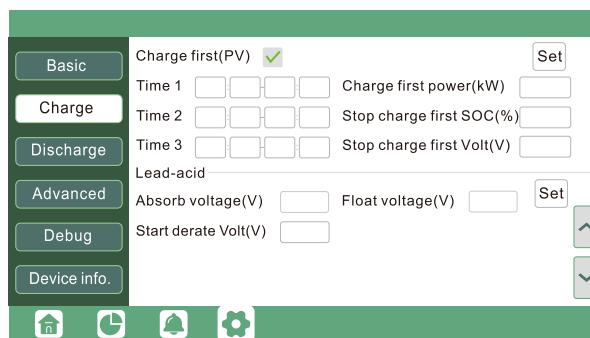 Basic
Charge
Discharge
Advanced
Debug
Device info.
Charge first(PV)
Set
Time 1
Charge first power(kW)
Time 2
Stop charge first SOC(%)
Time 3
Stop charge first Volt(V)
Lead-acid
Absorb voltage(V)
Float voltage(V)
Set
Start derate Volt(V)